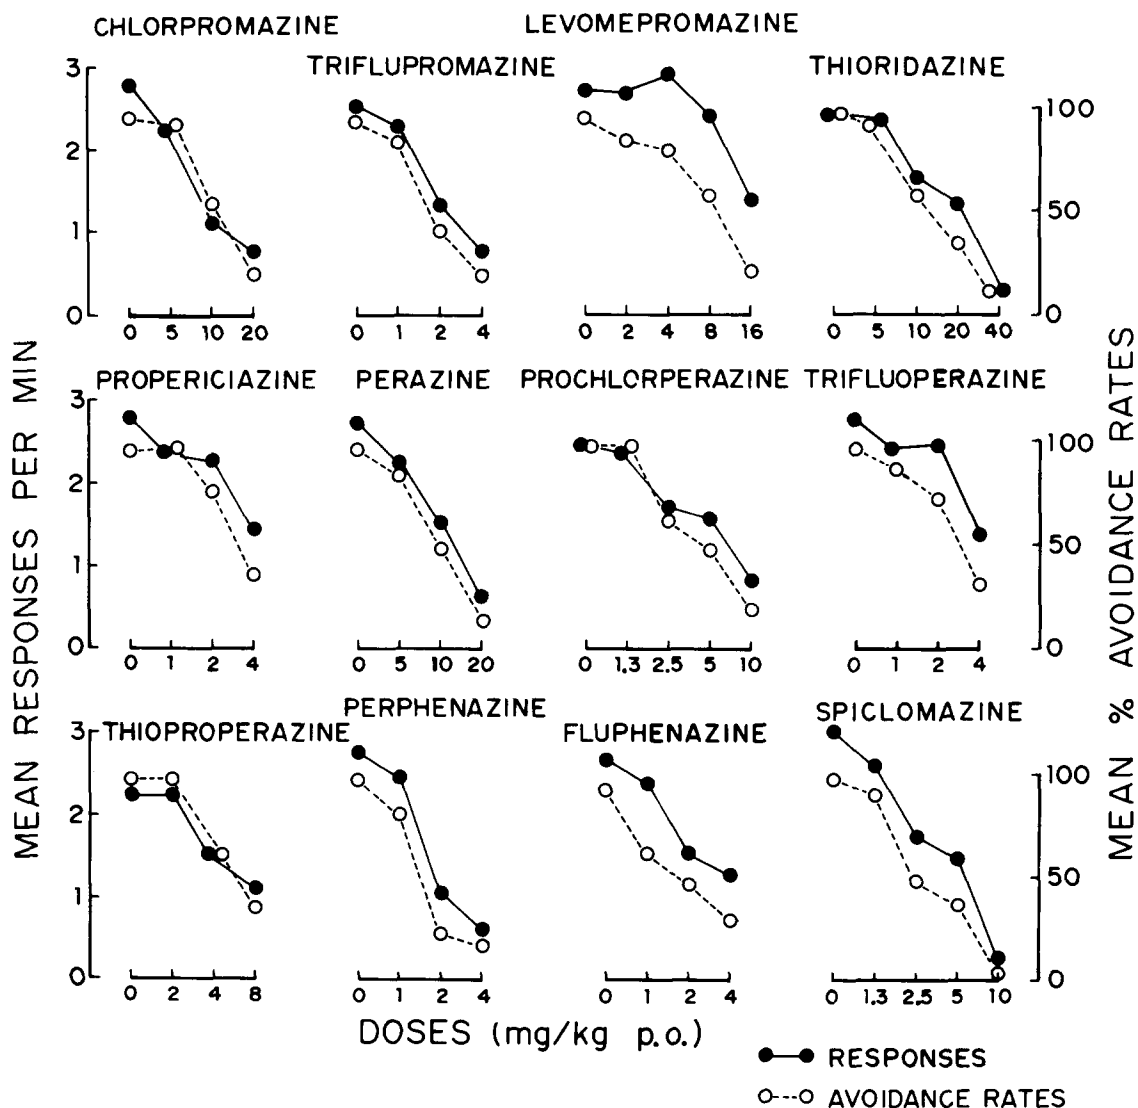 CHLORPROMAZINE
LEVOMEPROMAZINE
TRIFLUPROMAZINE
THIORIDAZINE
3
2
1
0
100
50
0
0 5 10 20
0 1 2 4
0 2 4 8 16
0 5 10 20 40
PROPERICIAZINE
PERAZINE
PROCHLORPERAZINE
TRIFLUOPERAZINE
3
2
1
0
100
50
0
0 1 2 4
0 5 10 20
0 1.3 2.5 5 10
0 1 2 4
THIOPROPERAZINE
PERPHENAZINE
FLUPHENAZINE
SPICLOMAZINE
3
2
1
0
100
50
0
0 2 4 8
0 1 2 4
0 1 2 4
0 1.3 2.5 5 10
MEAN RESPONSES PER MIN
MEAN % AVOIDANCE RATES
DOSES (mg/kg p.o.)
RESPONSES
AVOIDANCE RATES